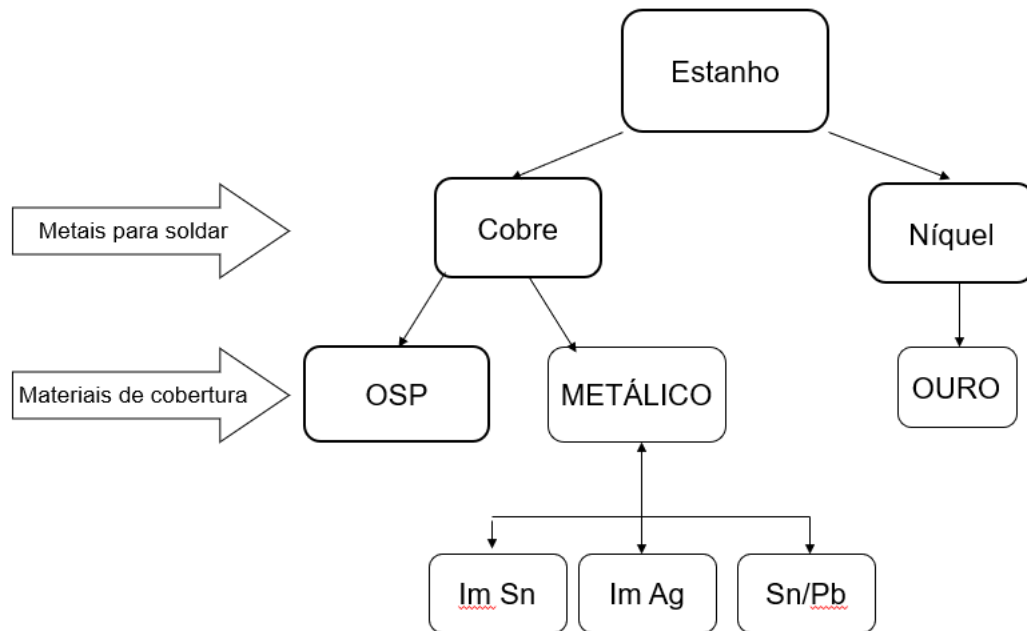 Estanho
Metais para soldar
Cobre
Níquel
Materiais de cobertura
OSP
METÁLICO
OURO
Im Sn
Im Ag
Sn/Pb